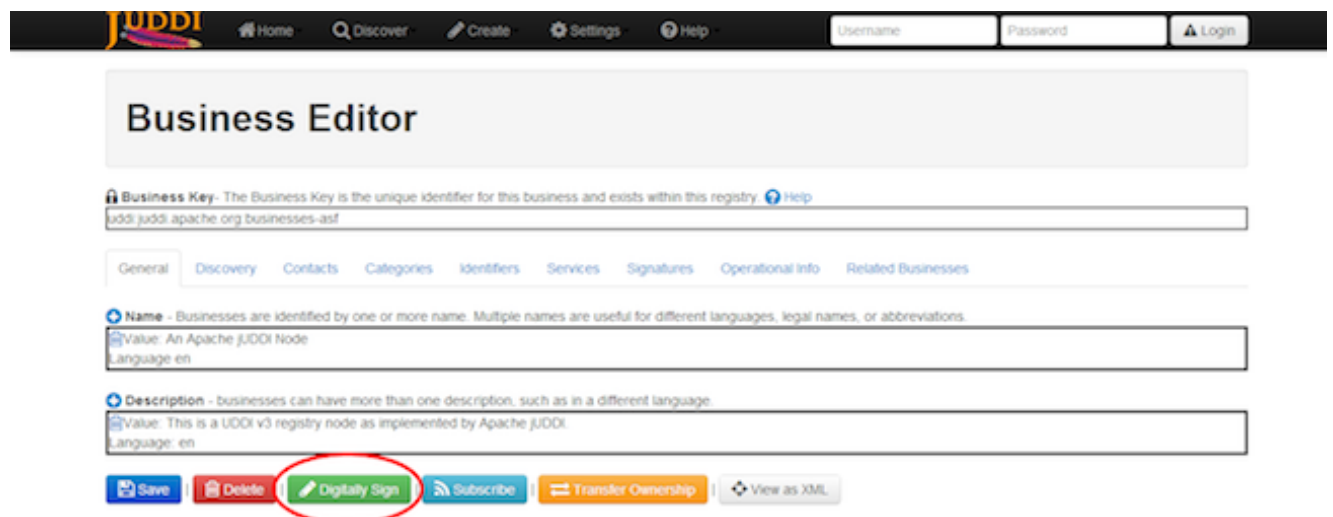 jUDDI Home Discover Create Settings Help Username Password Login
Business Editor
Business Key- The Business Key is the unique identifier for this business and exists within this registry. Help
uddi:juddi.apache.org:businesses-asf
General Discovery Contacts Categories Identifiers Services Signatures Operational Info Related Businesses
Name - Businesses are identified by one or more name. Multiple names are useful for different languages, legal names, or abbreviations.
Value: An Apache jUDDI Node
Language en
Description - businesses can have more than one description, such as in a different language.
Value: This is a UDDI v3 registry node as implemented by Apache jUDDI.
Language: en
Save | Delete | Digitally Sign | Subscribe | Transfer Ownership | View as XML